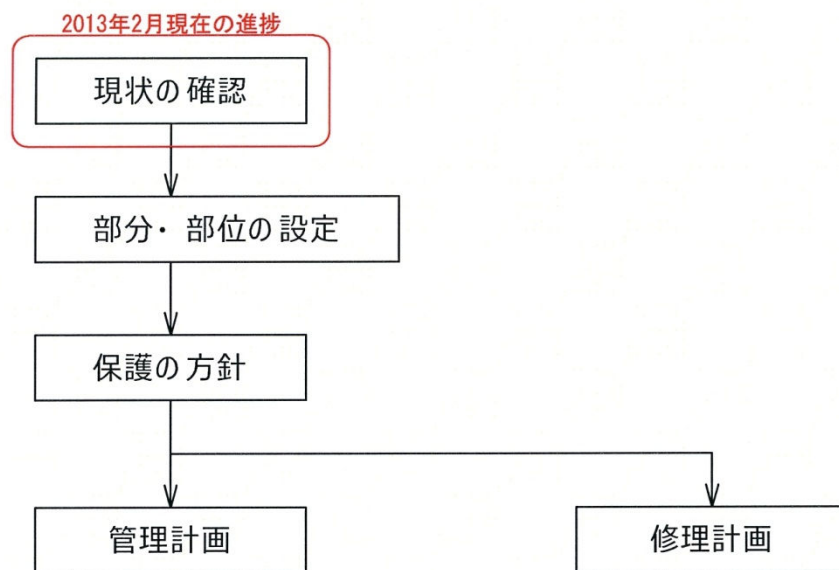 2013年2月現在の進捗
現状の確認
部分・部位の設定
保護の方針
管理計画
修理計画